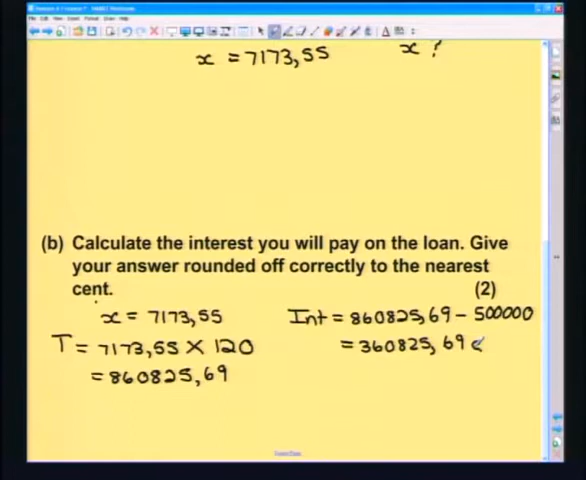 x = 7173,55
x ?
(b) Calculate the interest you will pay on the loan. Give
your answer rounded off correctly to the nearest
cent. (2)
x = 7173,55
T = 7173,55 × 120
= 860825,69
Int = 860825,69 - 500000
= 360825,69